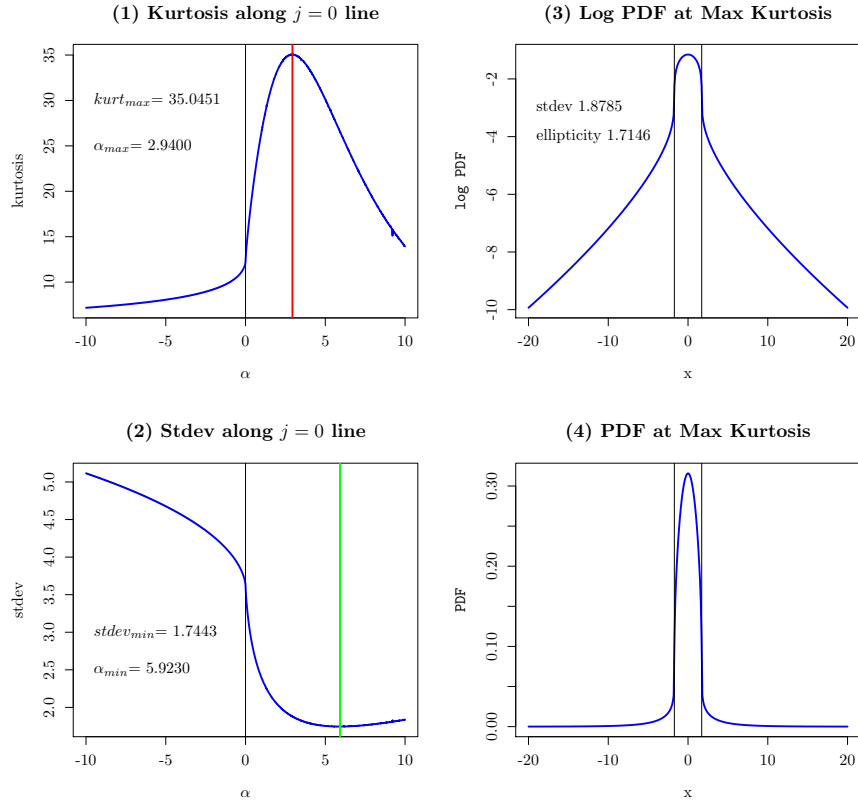 (1) Kurtosis along j = 0 line
kurtosis
35
30
25
20
15
10
kurt_max= 35.0451
α_max= 2.9400
-10 -5 0 5 10
α
(3) Log PDF at Max Kurtosis
log PDF
-2
-4
-6
-8
-10
stdev 1.8785
ellipticity 1.7146
-20 -10 0 10 20
x
(2) Stdev along j = 0 line
stdev
5.0
4.5
4.0
3.5
3.0
2.5
2.0
stdev_min= 1.7443
α_min= 5.9230
-10 -5 0 5 10
α
(4) PDF at Max Kurtosis
PDF
0.30
0.20
0.10
0.00
-20 -10 0 10 20
x